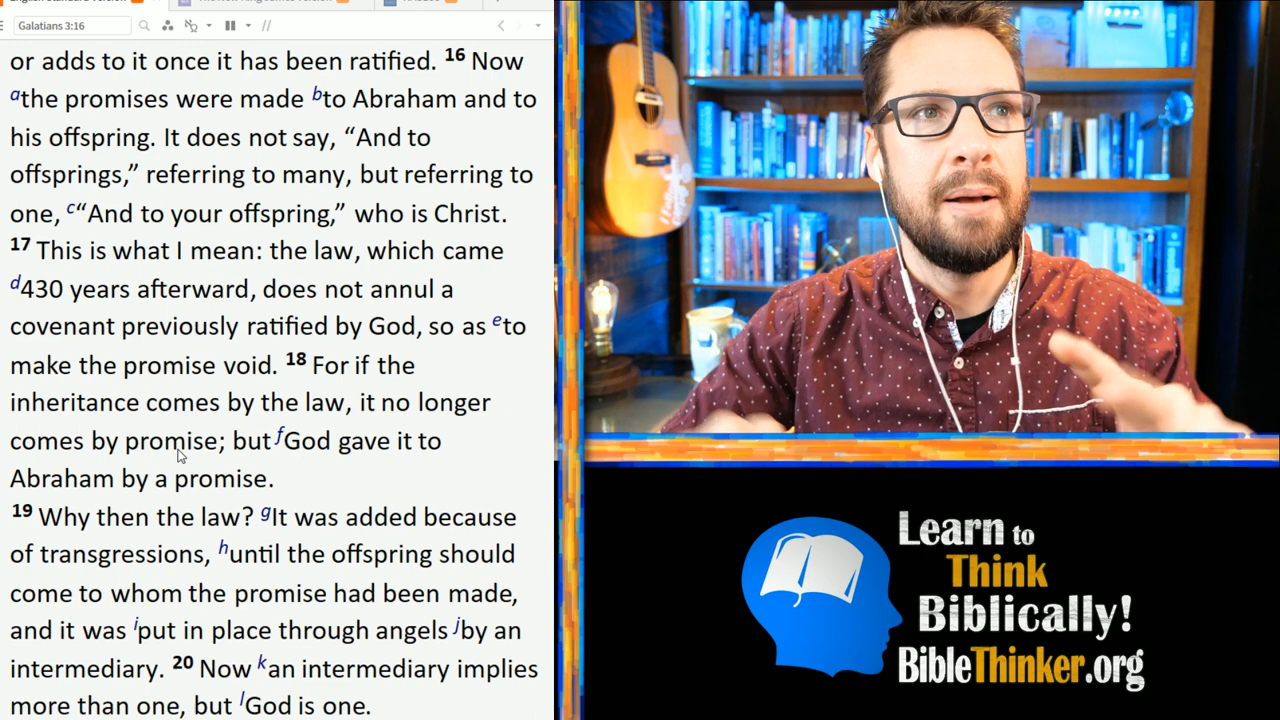 Galatians 3:16
or adds to it once it has been ratified. 16 Now
athe promises were made bto Abraham and to
his offspring. It does not say, “And to
offsprings,” referring to many, but referring to
one, c“And to your offspring,” who is Christ.
17 This is what I mean: the law, which came
d430 years afterward, does not annul a
covenant previously ratified by God, so as eto
make the promise void. 18 For if the
inheritance comes by the law, it no longer
comes by promise; but fGod gave it to
Abraham by a promise.
19 Why then the law? gIt was added because
of transgressions, huntil the offspring should
come to whom the promise had been made,
and it was iput in place through angels jby an
intermediary. 20 Now kan intermediary implies
more than one, but lGod is one.
Learn to
Think
Biblically!
BibleThinker.org